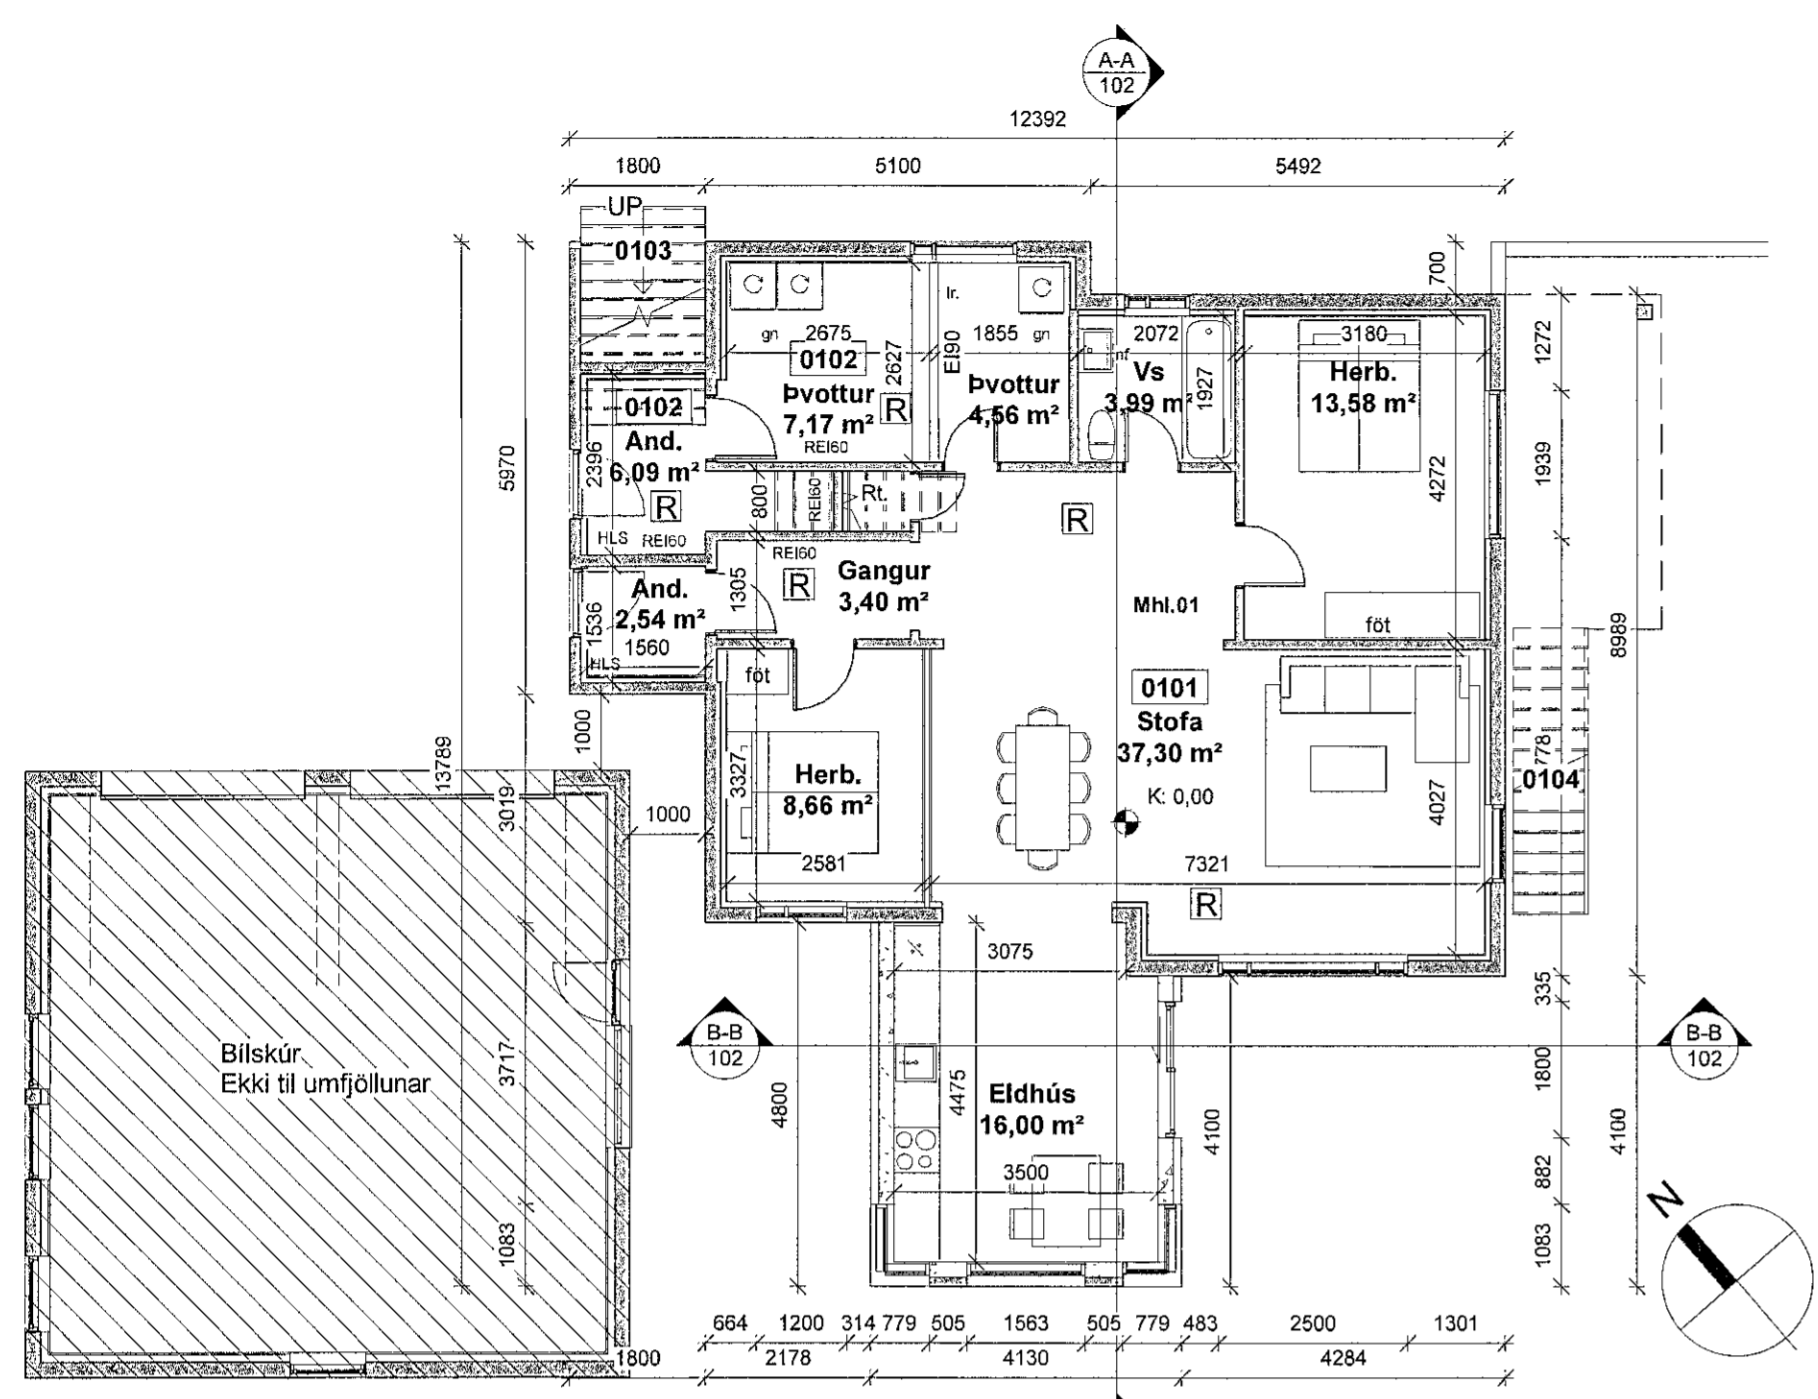 A-A
102
12392
1800
5100
5492
UP
0103
700
lr.
gn
2675
1855
gn
2072
nf
3180
1272
0102
EI90
2627
Vs
3,99 m²
1927
Herb.
13,58 m²
Þvottur
7,17 m²
R
REI60
Þvottur
4,56 m²
0102
And.
6,09 m²
2396
R
HLS
REI60
5970
800
REI60
Rt.
R
4272
1939
REI60
R
Gangur
3,40 m²
1305
And.
2,54 m²
1536
1560
HLS
Mhl.01
föt
8989
föt
0101
Stofa
37,30 m²
K: 0,00
1000
13789
3327
Herb.
8,66 m²
2581
7321
4027
778
0104
3019
1000
R
3075
335
B-B
102
B-B
102
Bílskúr
Ekki til umfjöllunar
3717
4800
4475
Eldhús
16,00 m²
3500
4100
1800
4100
882
N
1083
1083
664
1200
314
779
505
1563
505
779
483
2500
1301
1800
2178
4130
4284